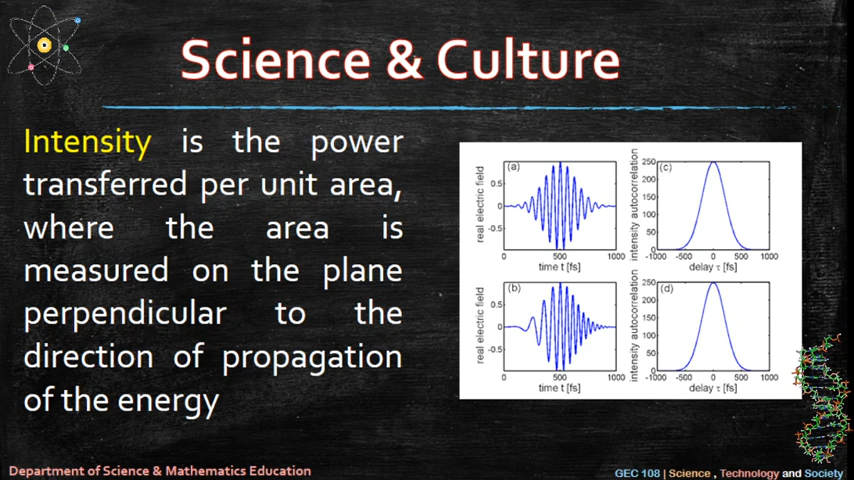 Science & Culture
Intensity is the power
transferred per unit area,
where the area is
measured on the plane
perpendicular to the
direction of propagation
of the energy
(a)
real electric field
0.5
0
-0.5
0 500 1000
time t [fs]
(c)
intensity autocorrelation
250
200
150
100
50
0
-1000 -500 0 500 1000
delay τ [fs]
(b)
real electric field
0.5
0
-0.5
0 500 1000
time t [fs]
(d)
intensity autocorrelation
250
200
150
100
50
0
-1000 -500 0 500 1000
delay τ [fs]
Department of Science & Mathematics Education
GEC 108 | Science , Technology and Society